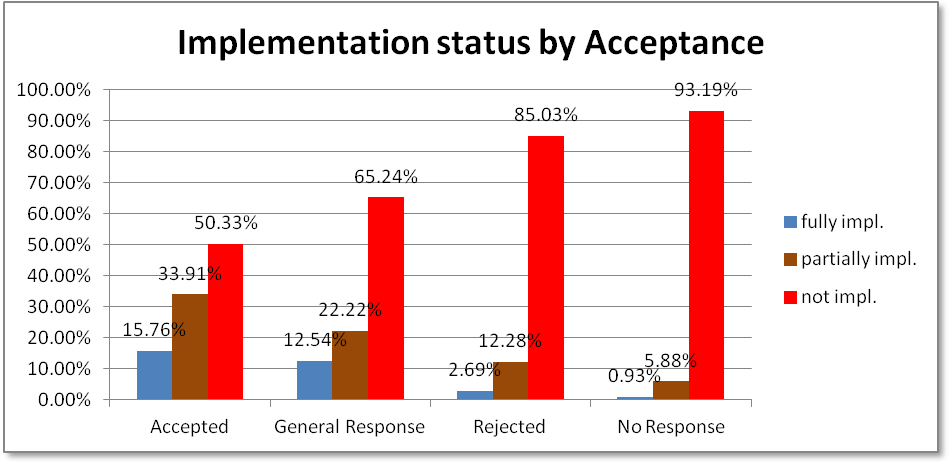 Implementation status by Acceptance
100.00%
90.00%
80.00%
70.00%
60.00%
50.00%
40.00%
30.00%
20.00%
10.00%
0.00%
15.76%
33.91%
50.33%
12.54%
22.22%
65.24%
2.69%
12.28%
85.03%
0.93%
5.88%
93.19%
Accepted
General Response
Rejected
No Response
fully impl.
partially impl.
not impl.